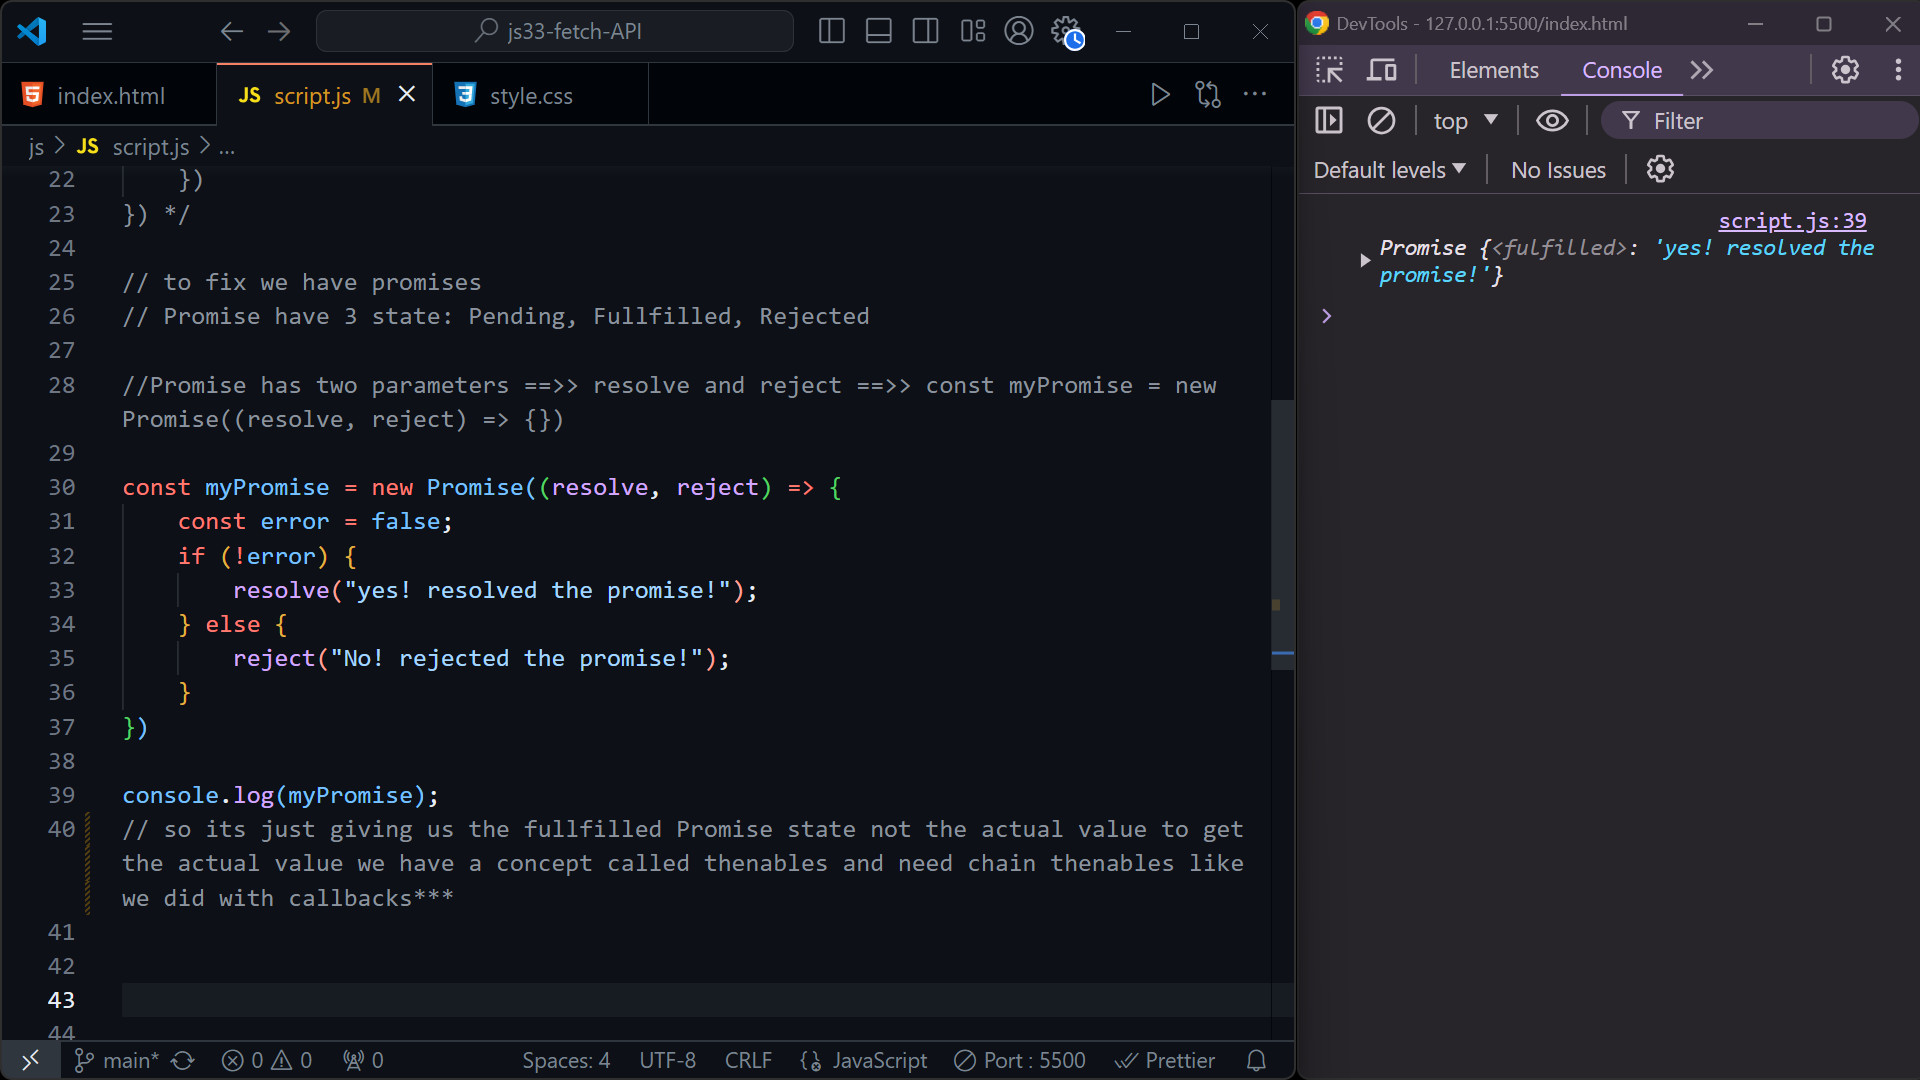 js33-fetch-API
index.html
JS script.js M
style.css
js > JS script.js > ...
22 })
23 }) */
24
25 // to fix we have promises
26 // Promise have 3 state: Pending, Fullfilled, Rejected
27
28 //Promise has two parameters ==>> resolve and reject ==>> const myPromise = new
Promise((resolve, reject) => {})
29
30 const myPromise = new Promise((resolve, reject) => {
31 const error = false;
32 if (!error) {
33 resolve("yes! resolved the promise!");
34 } else {
35 reject("No! rejected the promise!");
36 }
37 })
38
39 console.log(myPromise);
40 // so its just giving us the fullfilled Promise state not the actual value to get
the actual value we have a concept called thenables and need chain thenables like
we did with callbacks***
41
42
43
44
main* 0 0 0 Spaces: 4 UTF-8 CRLF {} JavaScript Port : 5500 Prettier
DevTools - 127.0.0.1:5500/index.html
Elements Console
top Filter
Default levels No Issues
script.js:39
Promise {<fulfilled>: 'yes! resolved the
promise!'}